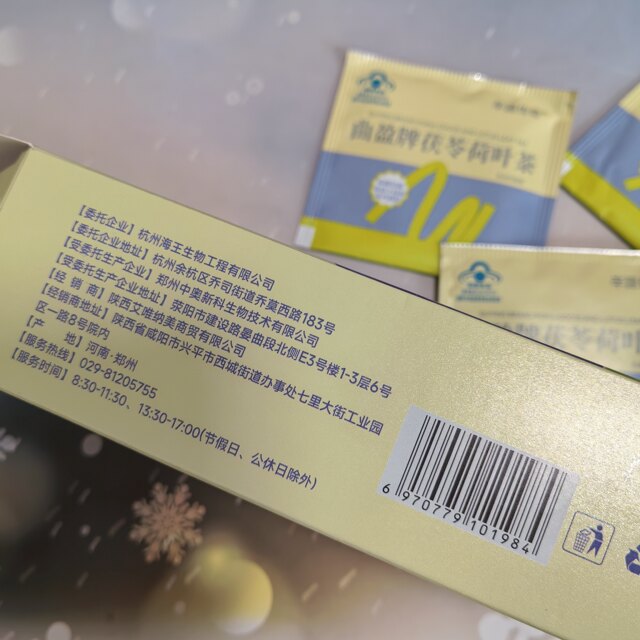 曲盈牌茯苓荷叶茶
牌茯苓荷叶
【委托企业】杭州海王生物工程有限公司
【委托企业地址】杭州余杭区乔司街道乔莫西路183号
【受委托生产企业】郑州中奥新科生物技术有限公司
【受委托生产企业地址】荥阳市建设路晏曲段北侧E3号楼1-3层6号
【经 销 商】陕西艾唯纳美商贸有限公司
【经销商地址】陕西省咸阳市兴平市西城街道办事处七里大街工业园
区一路8号院内
【产 地】河南·郑州
【服务热线】029-81205755
【服务时间】8:30-11:30、13:30-17:00(节假日、公休日除外)
6 970779 101984